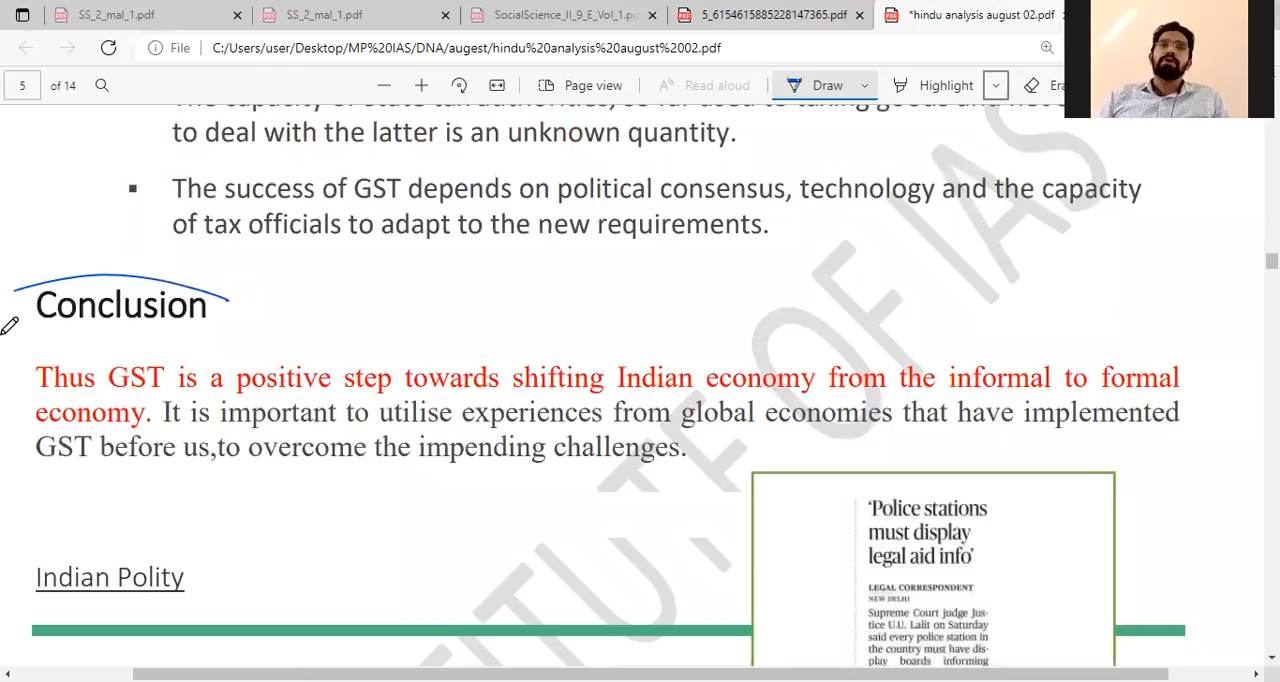 SS_2_mal_1.pdf
SS_2_mal_1.pdf
SocialScience_II_9_E_Vol_1.p
5_6154615885228147365.pdf
*hindu analysis august 02.pdf
File C:/Users/user/Desktop/MP%20IAS/DNA/augest/hindu%20analysis%20august%2002.pdf
5 of 14 Page view Read aloud Draw Highlight
to deal with the latter is an unknown quantity.
▪ The success of GST depends on political consensus, technology and the capacity
of tax officials to adapt to the new requirements.
Conclusion
Thus GST is a positive step towards shifting Indian economy from the informal to formal
economy. It is important to utilise experiences from global economies that have implemented
GST before us,to overcome the impending challenges.
Indian Polity
‘Police stations
must display
legal aid info’
LEGAL CORRESPONDENT
NEW DELHI
Supreme Court judge Jus-
tice U.U. Lalit on Saturday
said every police station in
the country must have dis-
play boards informing